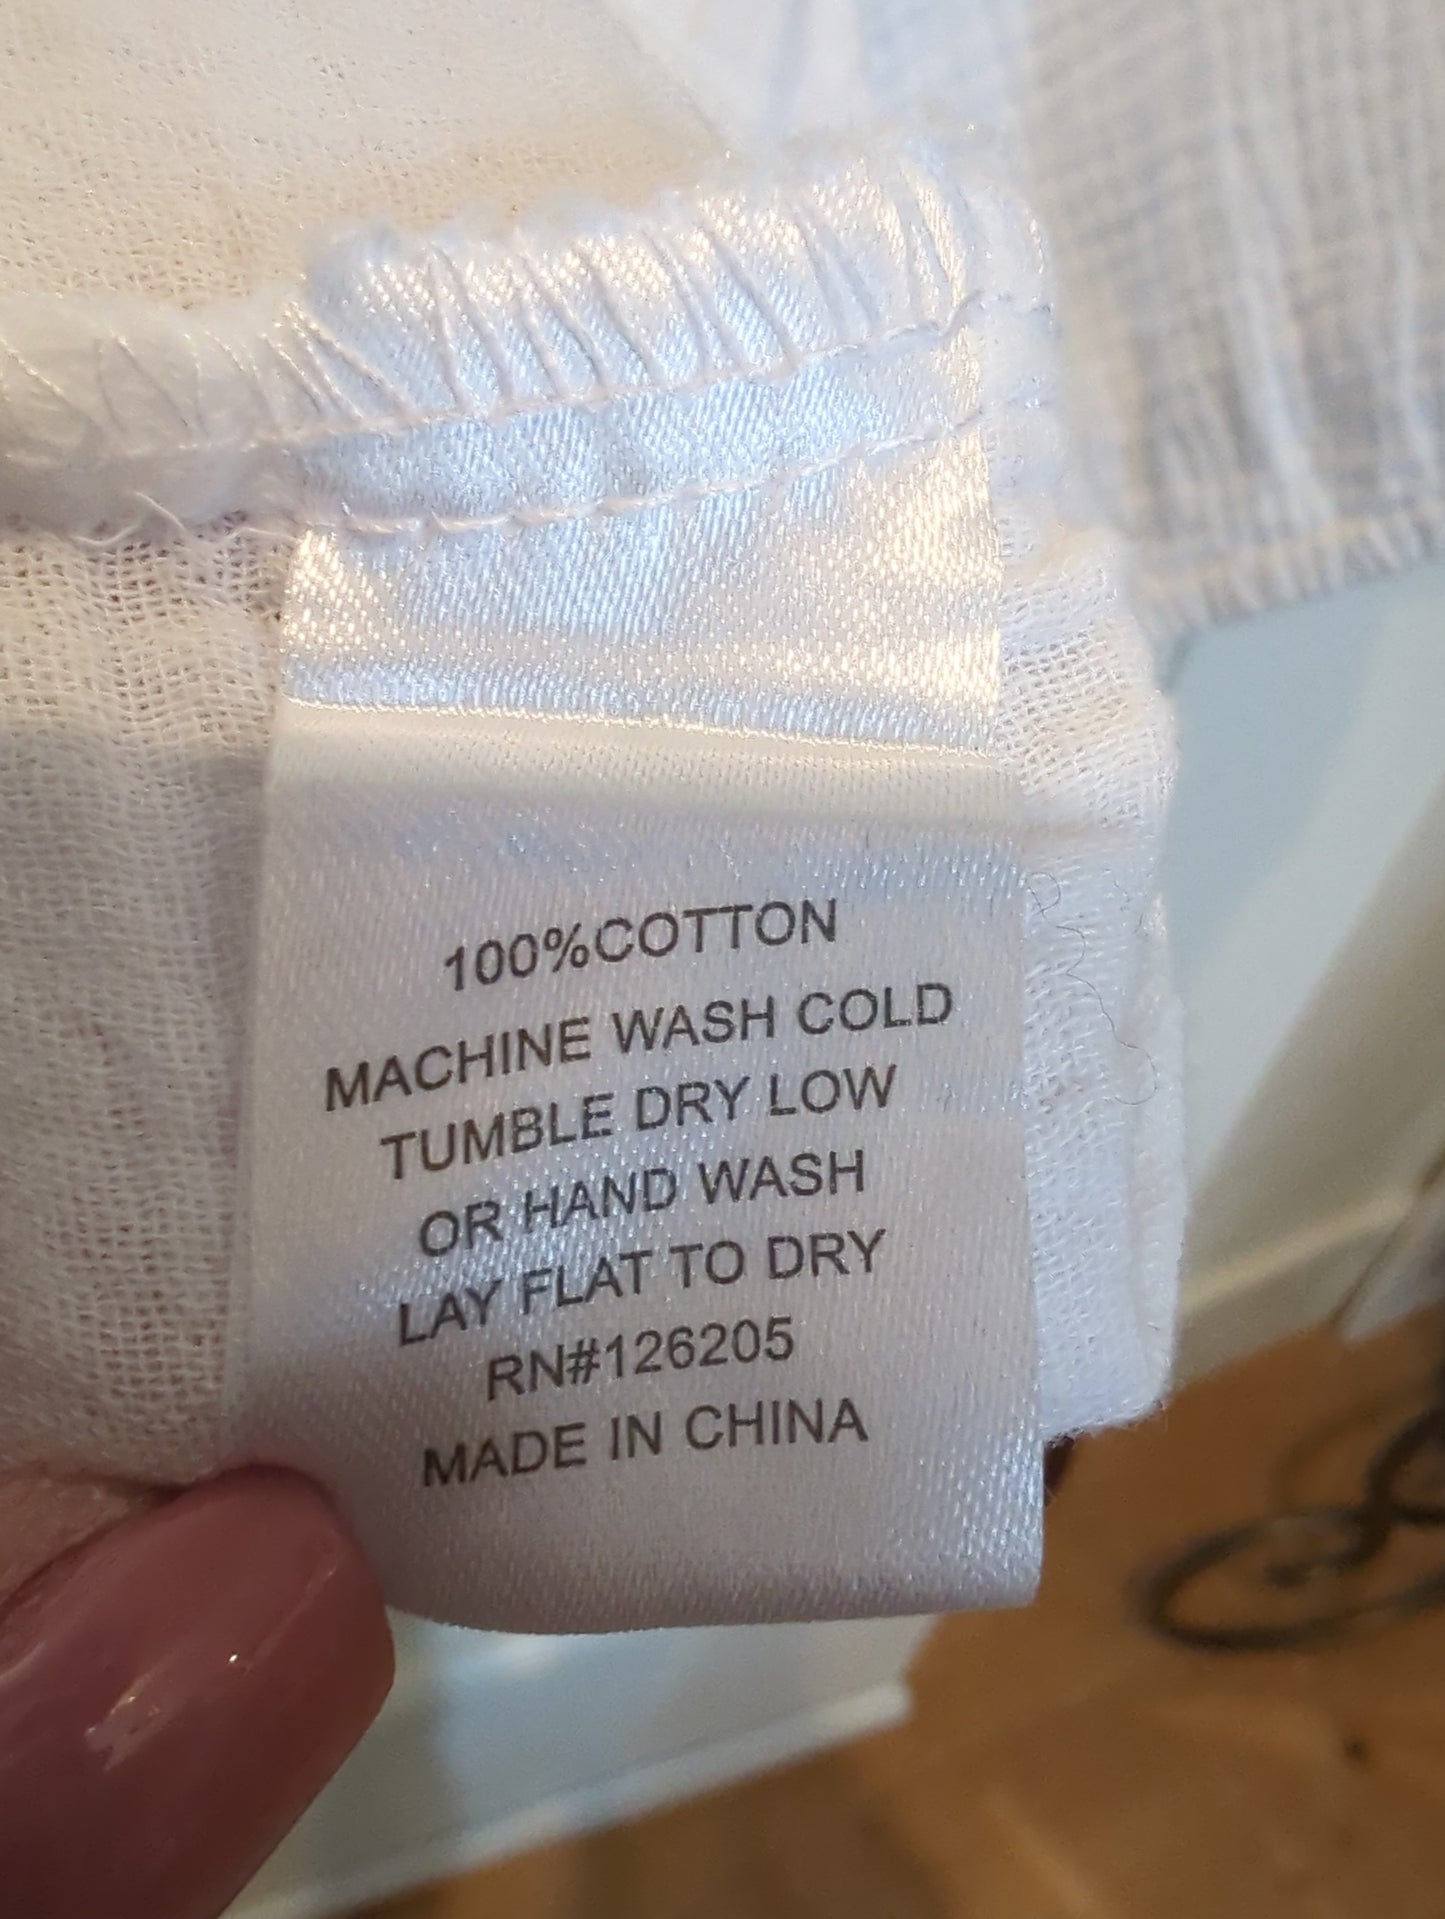 100%COTTON
MACHINE WASH COLD
TUMBLE DRY LOW
OR HAND WASH
LAY FLAT TO DRY
RN#126205
MADE IN CHINA